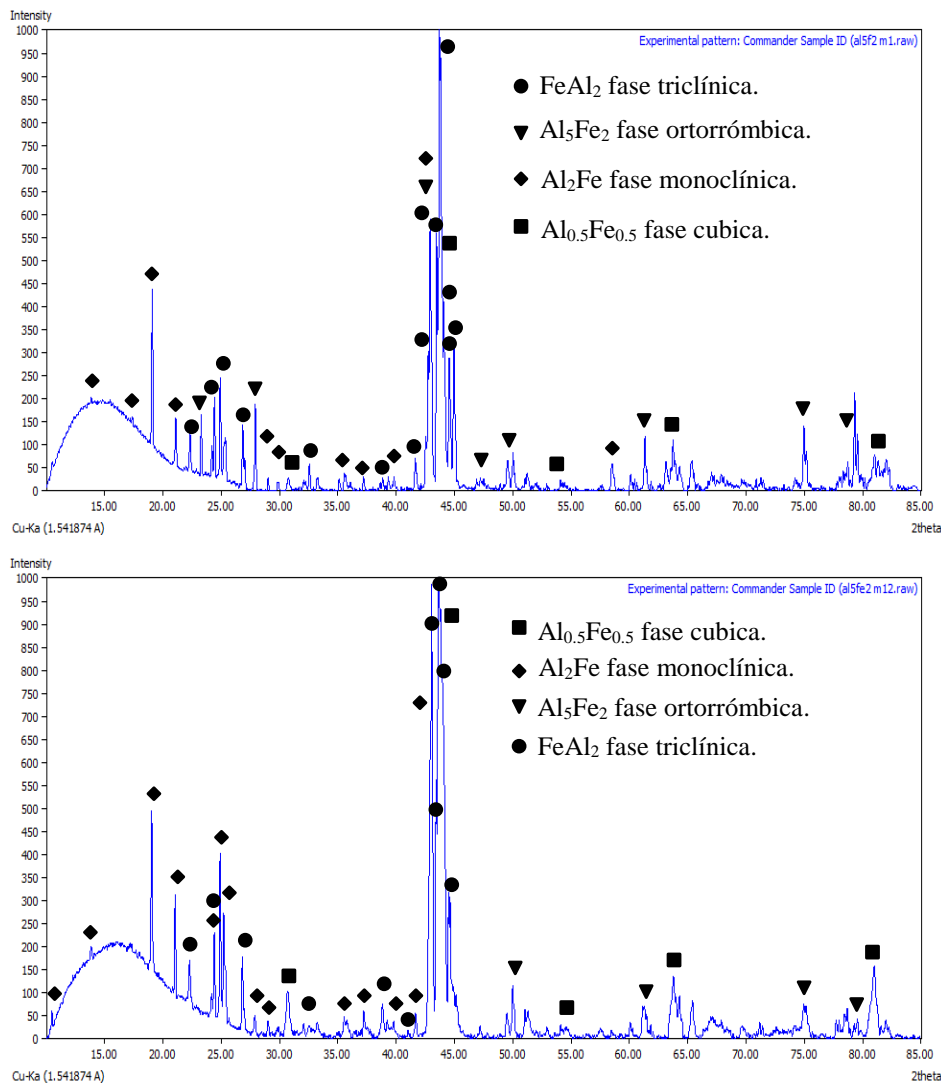 Intensity
1000
950
900
850
800
750
700
650
600
550
500
450
400
350
300
250
200
150
100
50
0
Experimental pattern: Commander Sample ID (al5f2 m1.raw)
FeAl₂ fase triclínica.
Al₅Fe₂ fase ortorrómbica.
Al₂Fe fase monoclínica.
Al₀.₅Fe₀.₅ fase cubica.
15.00 20.00 25.00 30.00 35.00 40.00 45.00 50.00 55.00 60.00 65.00 70.00 75.00 80.00 85.00
Cu-Ka (1.541874 A) 2theta
Intensity
1000
950
900
850
800
750
700
650
600
550
500
450
400
350
300
250
200
150
100
50
0
Experimental pattern: Commander Sample ID (al5fe2 m12.raw)
Al₀.₅Fe₀.₅ fase cubica.
Al₂Fe fase monoclínica.
Al₅Fe₂ fase ortorrómbica.
FeAl₂ fase triclínica.
15.00 20.00 25.00 30.00 35.00 40.00 45.00 50.00 55.00 60.00 65.00 70.00 75.00 80.00 85.00
Cu-Ka (1.541874 A) 2theta